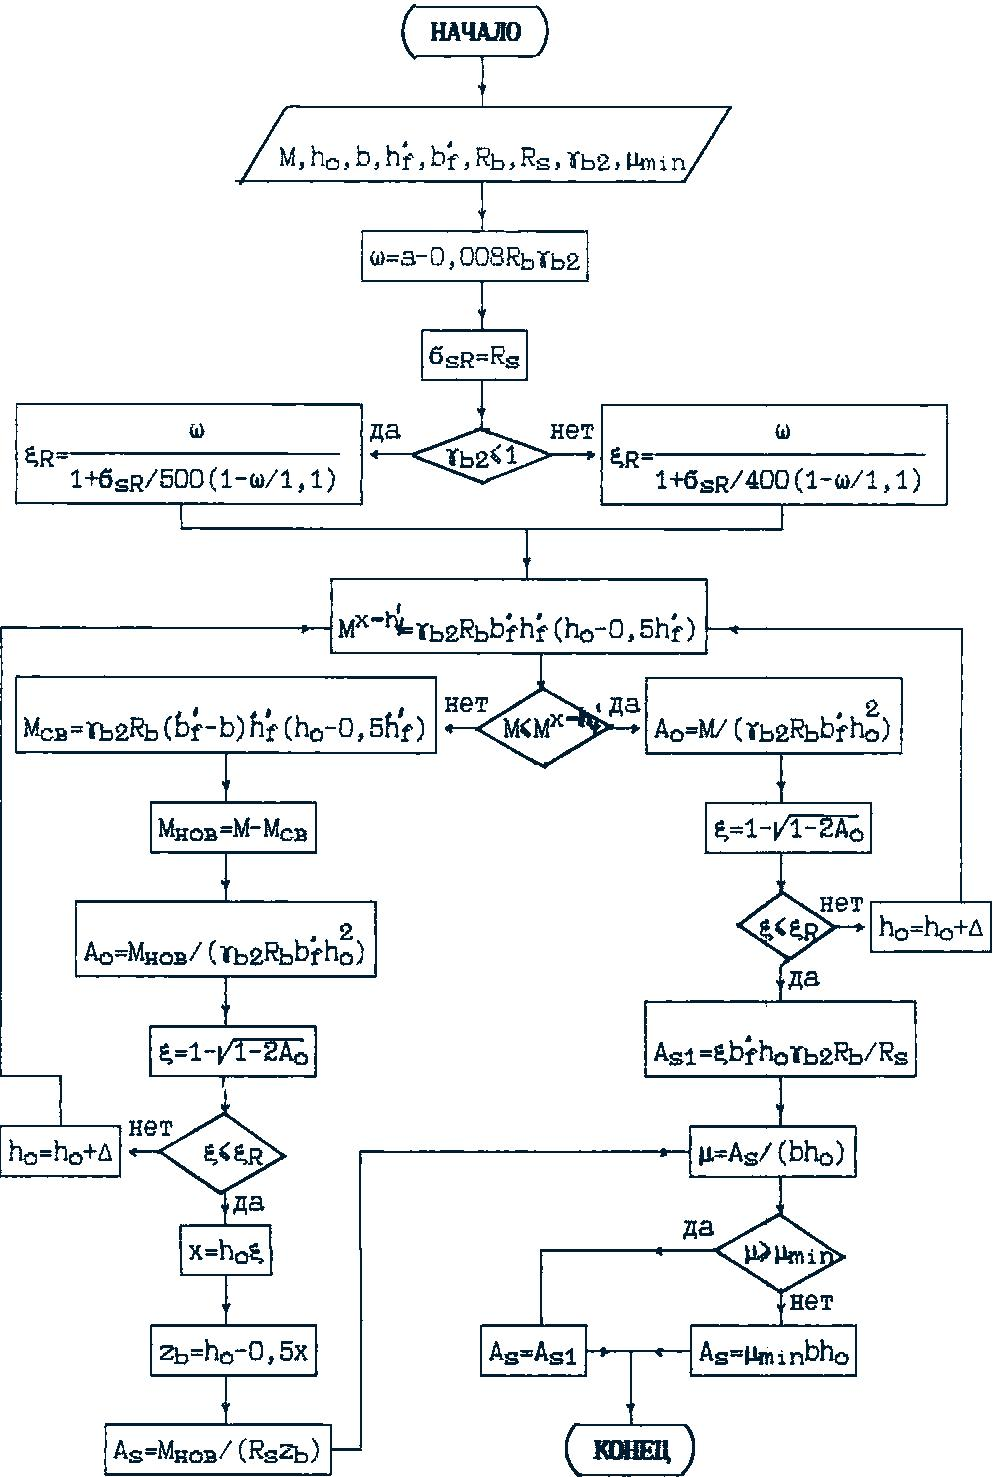 НАЧАЛО
M,h₀,b,h′f,b′f,Rb,Rs,γb2,μmin
ω=a-0,008Rbγb2
бsR=Rs
да
γb2⩽1
нет
ξR= ω
1+бsR/500(1-ω/1,1)
ξR= ω
1+бsR/400(1-ω/1,1)
Mˣ⁻ʰ′=γb2Rbb′fh′f(h₀-0,5h′f)
нет
M⩽Mˣ⁻ʰ′
да
Mсв=γb2Rb(b′f-b)h′f(h₀-0,5h′f)
A₀=M/(γb2Rbb′fh₀²)
Mнов=M-Mсв
ξ=1-√1-2A₀
A₀=Mнов/(γb2Rbb′fh₀²)
ξ⩽ξR
нет
h₀=h₀+Δ
да
ξ=1-√1-2A₀
As1=ξb′fh₀γb2Rb/Rs
h₀=h₀+Δ
нет
ξ⩽ξR
да
μ=As/(bh₀)
x=h₀ξ
да
μ⩾μmin
нет
zb=h₀-0,5x
As=As1
As=μminbh₀
As=Mнов/(Rszb)
КОНЕЦ